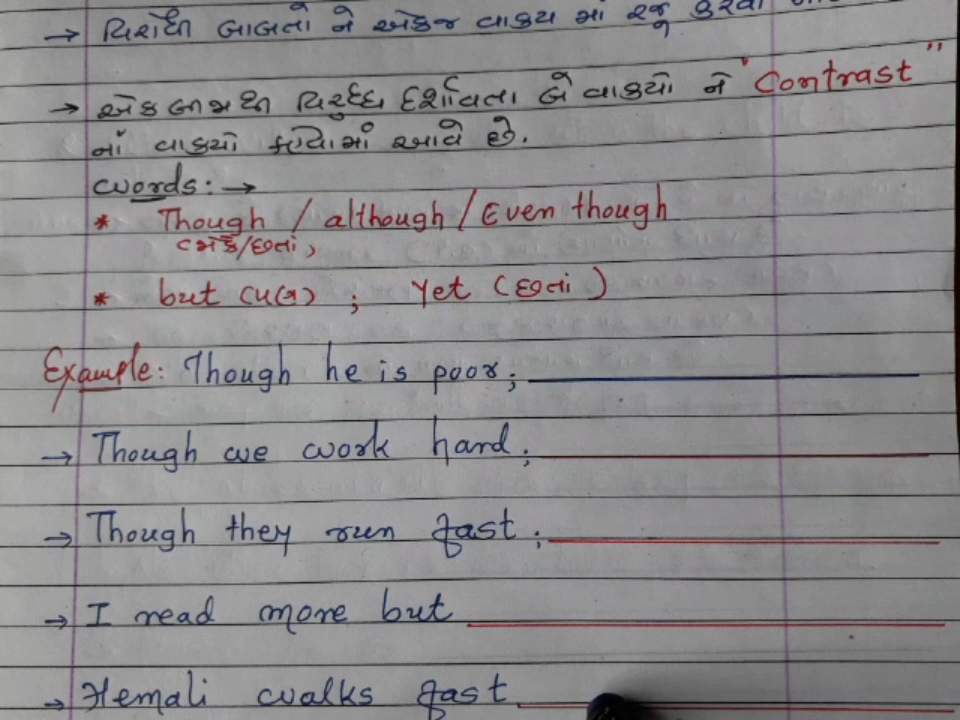 → વિરોધી બાબતો ને એકજ વાક્ય માં રજૂ કરવા
→ એક બીજાથી વિરુદ્ધ દર્શાવતા બે વાક્યો ને "Contrast"
નાં વાક્યો કહેવામાં આવે છે.
Words: →
* Though / although / Even though
(જોકે/છતાં,
* but (પણ) ; Yet (છતાં)
Example: Though he is poor;
→ Though we work hard;
→ Though they run fast;
→ I read more but
→ Hemali walks fast